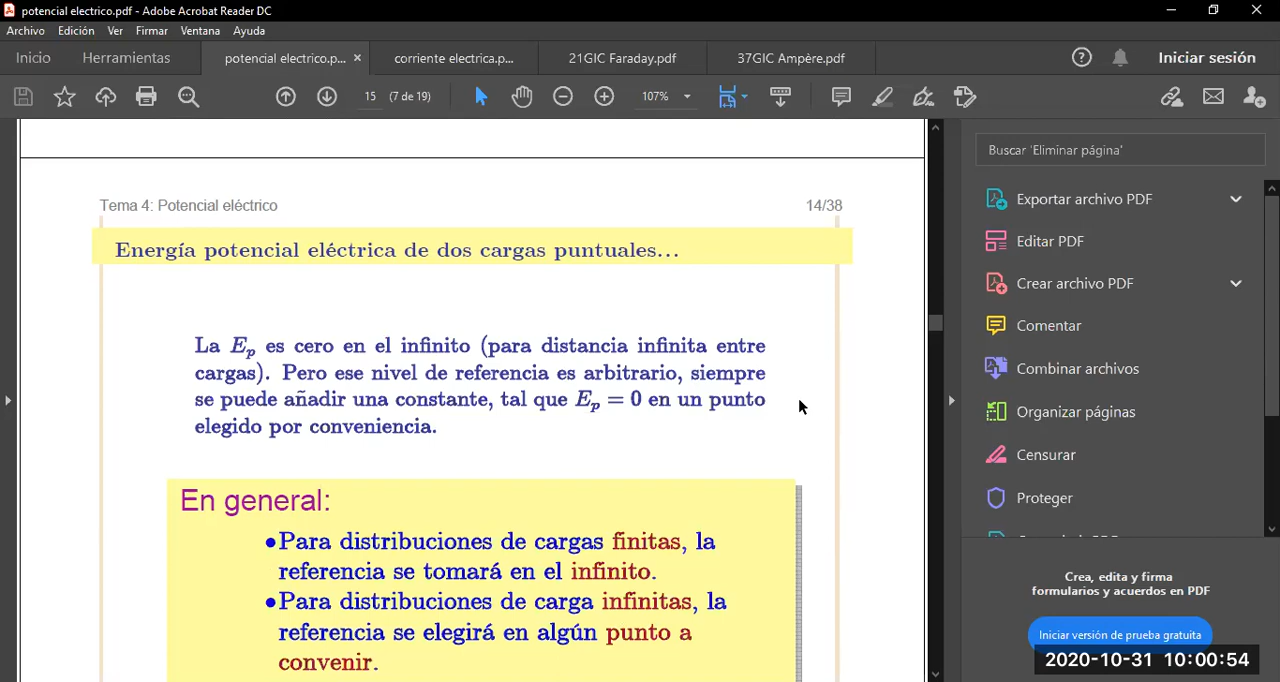 potencial electrico.pdf - Adobe Acrobat Reader DC
Archivo Edición Ver Firmar Ventana Ayuda
Inicio Herramientas potencial electrico.p... × corriente electrica.p... 21GIC Faraday.pdf 37GIC Ampère.pdf Iniciar sesión
15 (7 de 19) 107%
Buscar 'Eliminar página'
Exportar archivo PDF
Editar PDF
Crear archivo PDF
Comentar
Combinar archivos
Organizar páginas
Censurar
Proteger
Crea, edita y firma
formularios y acuerdos en PDF
Iniciar versión de prueba gratuita
2020-10-31 10:00:54
Tema 4: Potencial eléctrico 14/38
Energía potencial eléctrica de dos cargas puntuales...
La Ep es cero en el infinito (para distancia infinita entre
cargas). Pero ese nivel de referencia es arbitrario, siempre
se puede añadir una constante, tal que Ep = 0 en un punto
elegido por conveniencia.
En general:
•Para distribuciones de cargas finitas, la
referencia se tomará en el infinito.
•Para distribuciones de carga infinitas, la
referencia se elegirá en algún punto a
convenir.